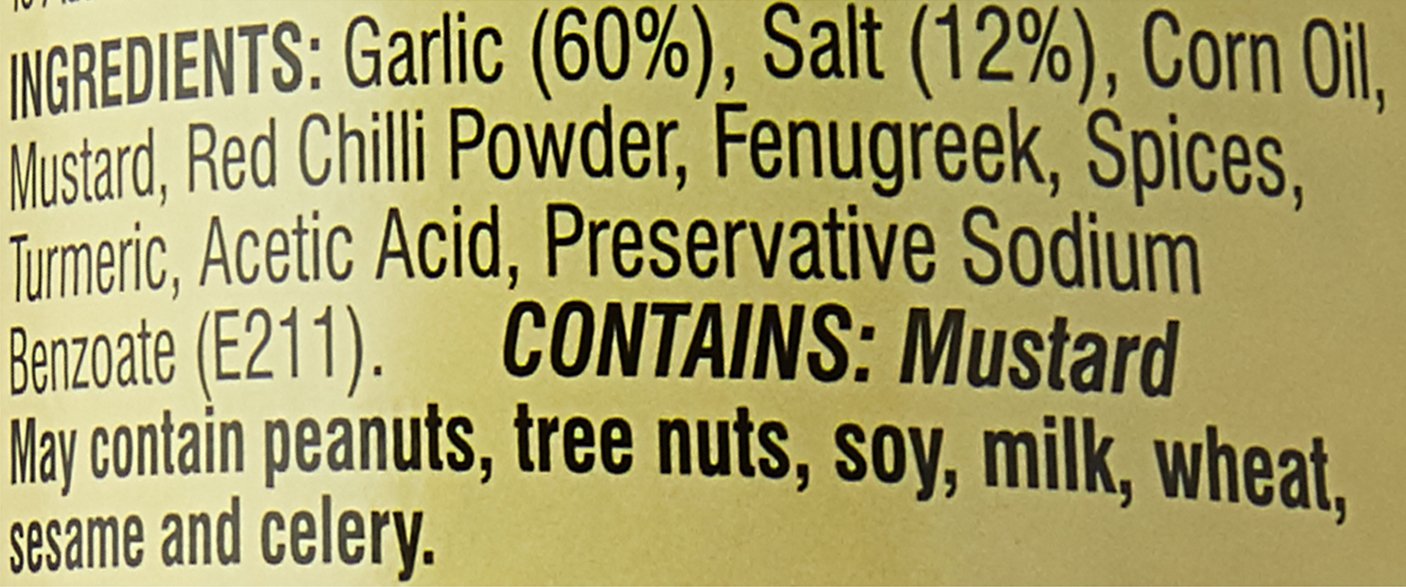 INGREDIENTS: Garlic (60%), Salt (12%), Corn Oil,
Mustard, Red Chilli Powder, Fenugreek, Spices,
Turmeric, Acetic Acid, Preservative Sodium
Benzoate (E211). CONTAINS: Mustard
May contain peanuts, tree nuts, soy, milk, wheat,
sesame and celery.